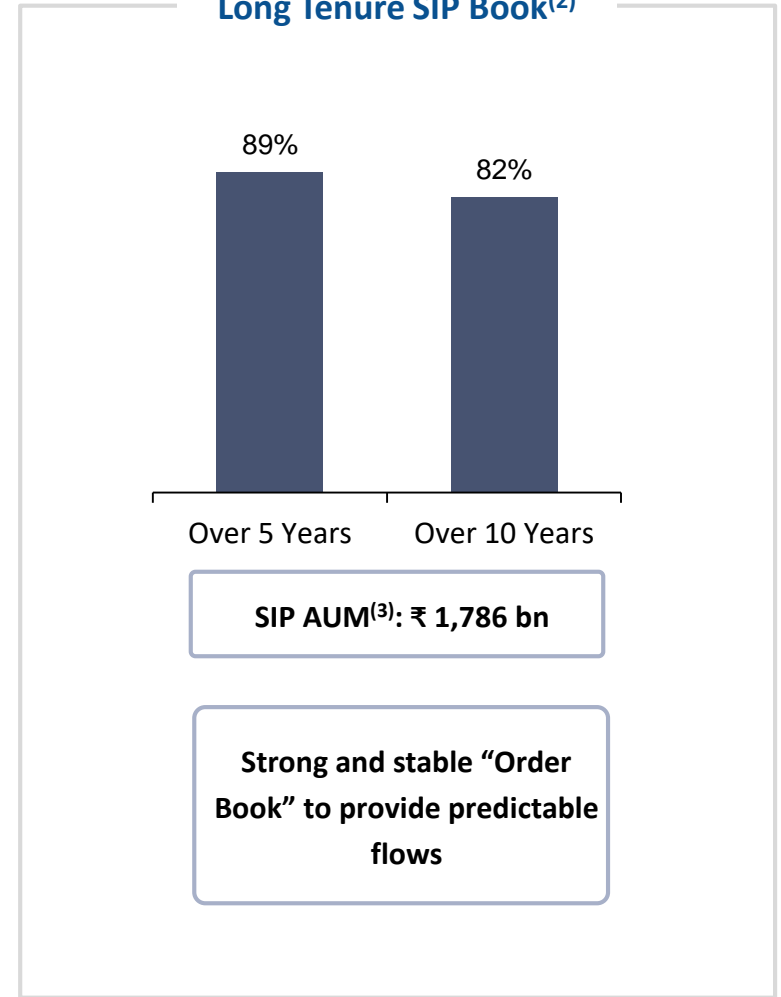 Long Tenure SIP Book(2)
89%
82%
Over 5 Years
Over 10 Years
SIP AUM(3): ₹ 1,786 bn
Strong and stable “Order
Book” to provide predictable
flows